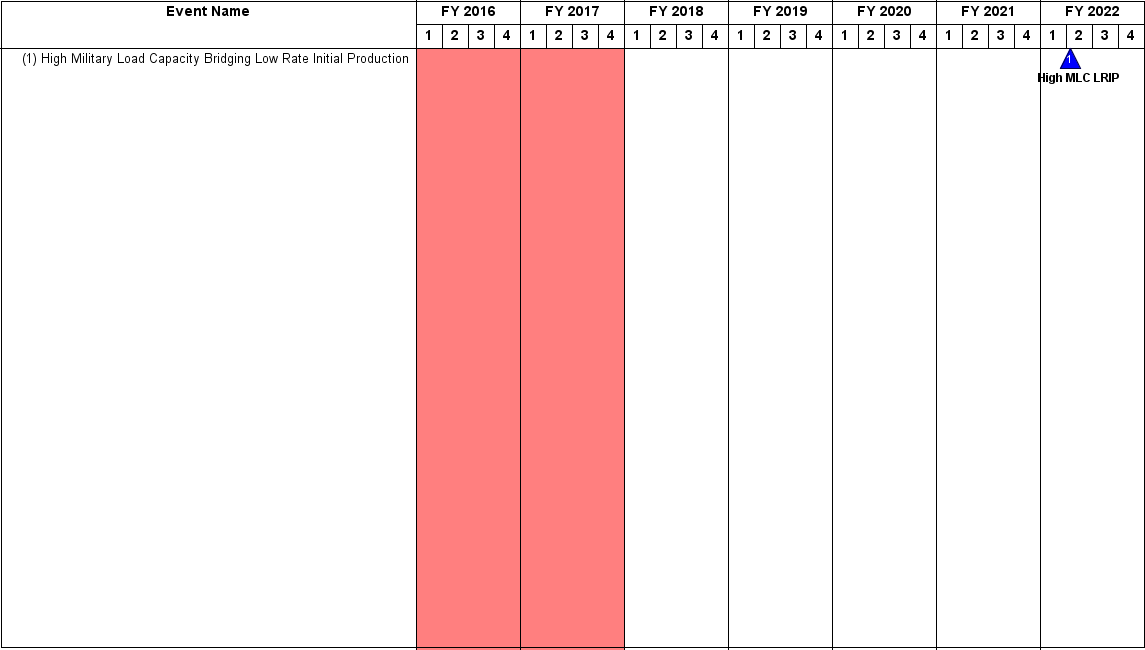 Event Name FY 2016 FY 2017 FY 2018 FY 2019 FY 2020 FY 2021 FY 2022
1 2 3 4 1 2 3 4 1 2 3 4 1 2 3 4 1 2 3 4 1 2 3 4 1 2 3 4
(1) High Military Load Capacity Bridging Low Rate Initial Production 1
High MLC LRIP